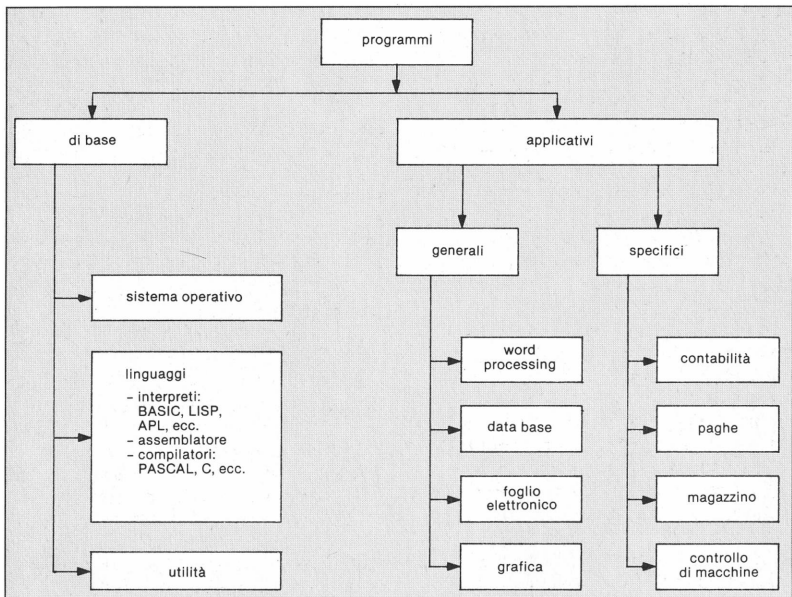 programmi
di base
applicativi
generali
specifici
sistema operativo
linguaggi
– interpreti:
BASIC, LISP,
APL, ecc.
– assemblatore
– compilatori:
PASCAL, C, ecc.
utilità
word
processing
data base
foglio
elettronico
grafica
contabilità
paghe
magazzino
controllo
di macchine